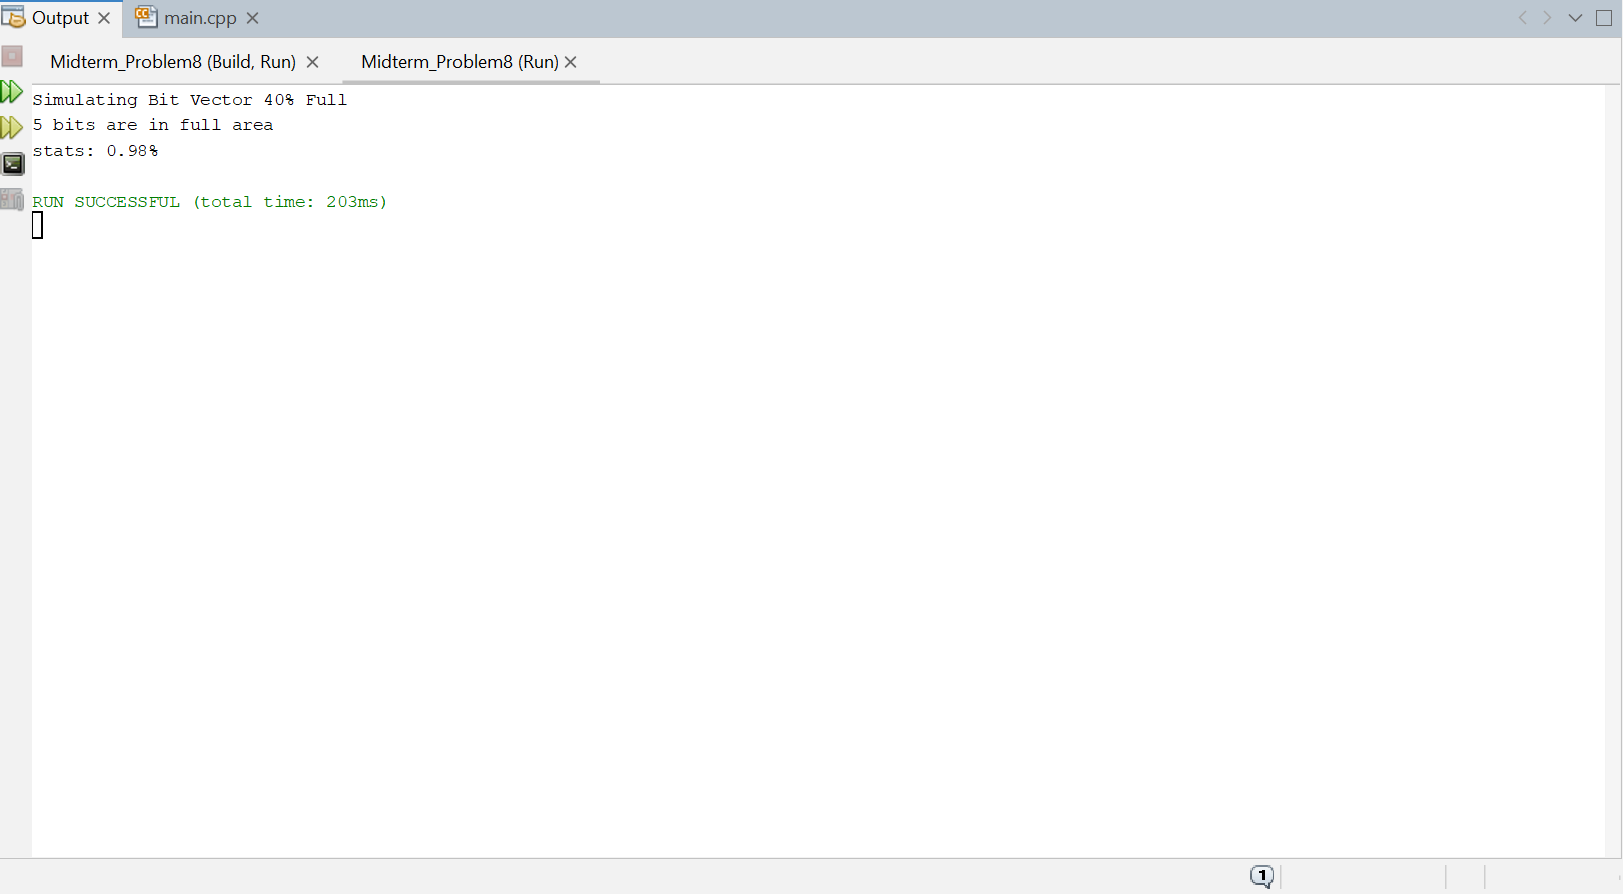 Output
main.cpp
Midterm_Problem8 (Build, Run)
Midterm_Problem8 (Run)
Simulating Bit Vector 40% Full
5 bits are in full area
stats: 0.98%
RUN SUCCESSFUL (total time: 203ms)
1